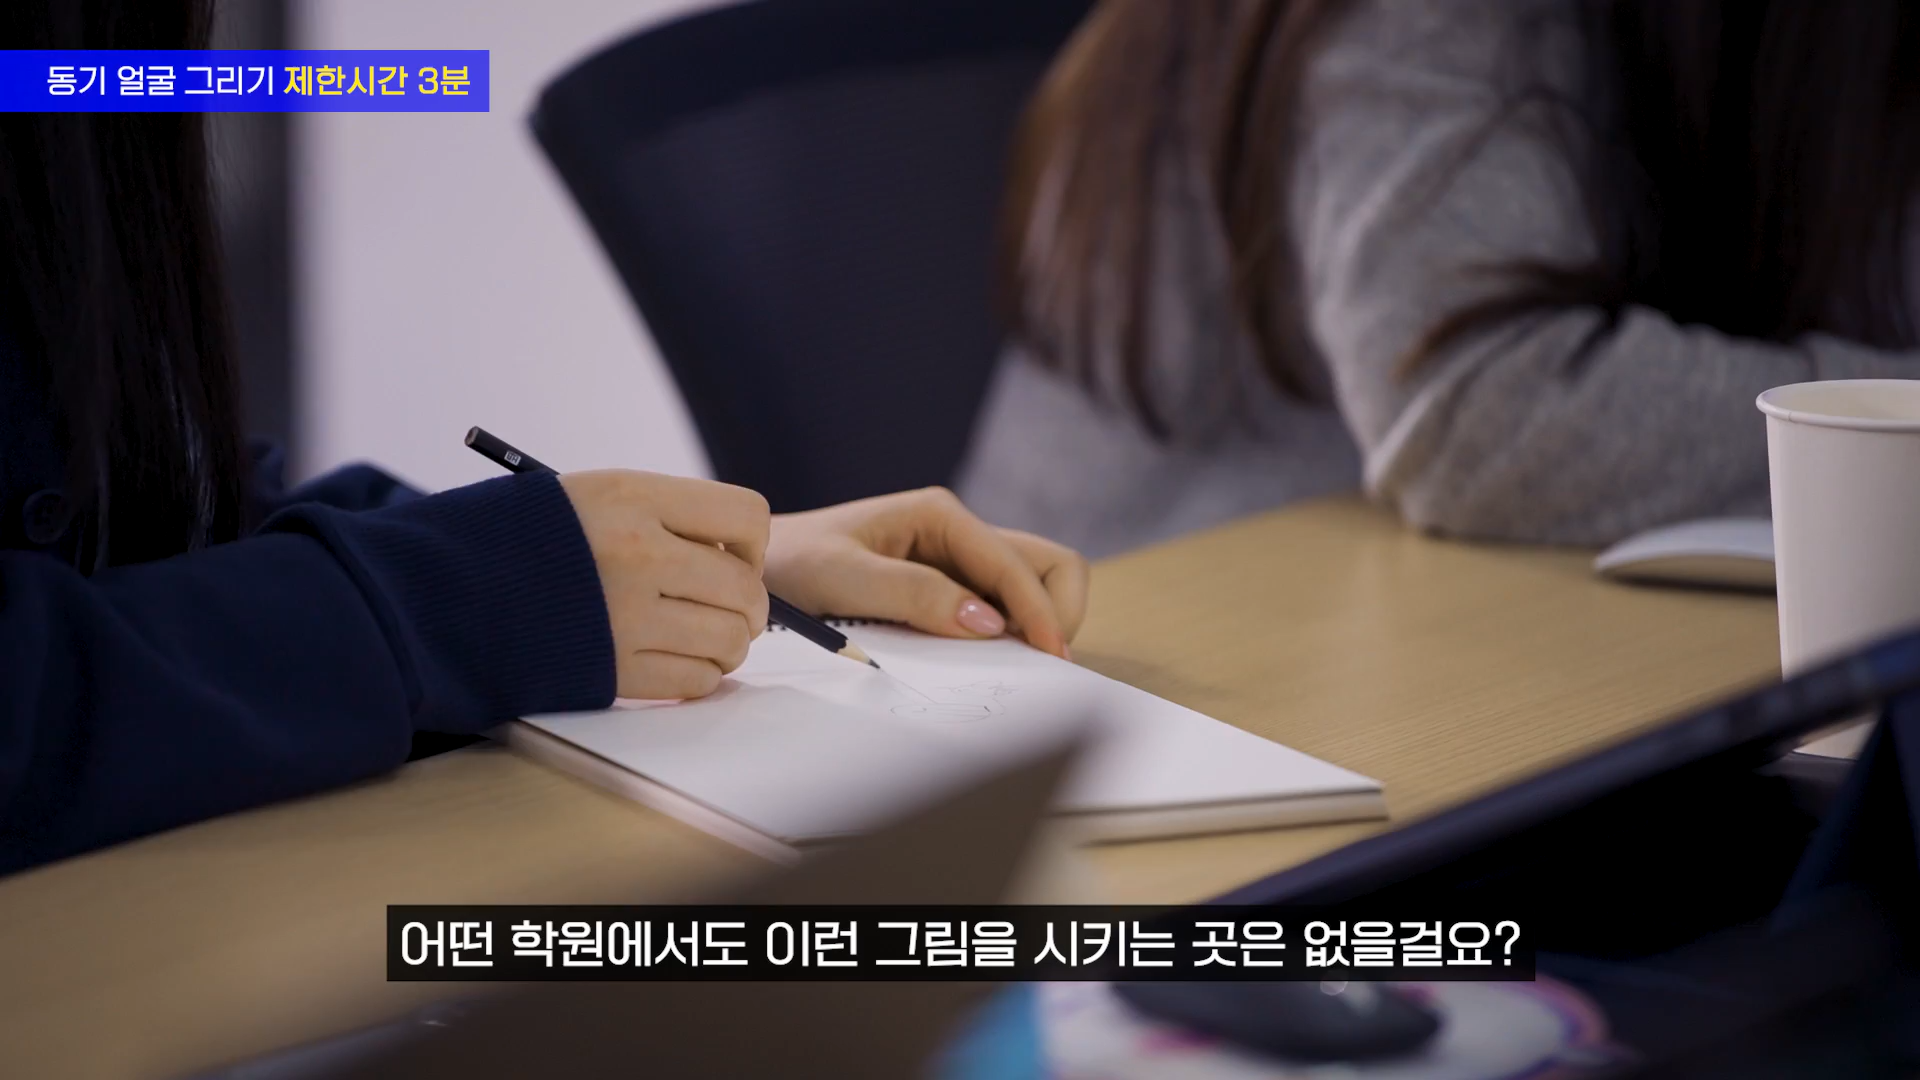 동기 얼굴 그리기 제한시간 3분
어떤 학원에서도 이런 그림을 시키는 곳은 없을걸요?